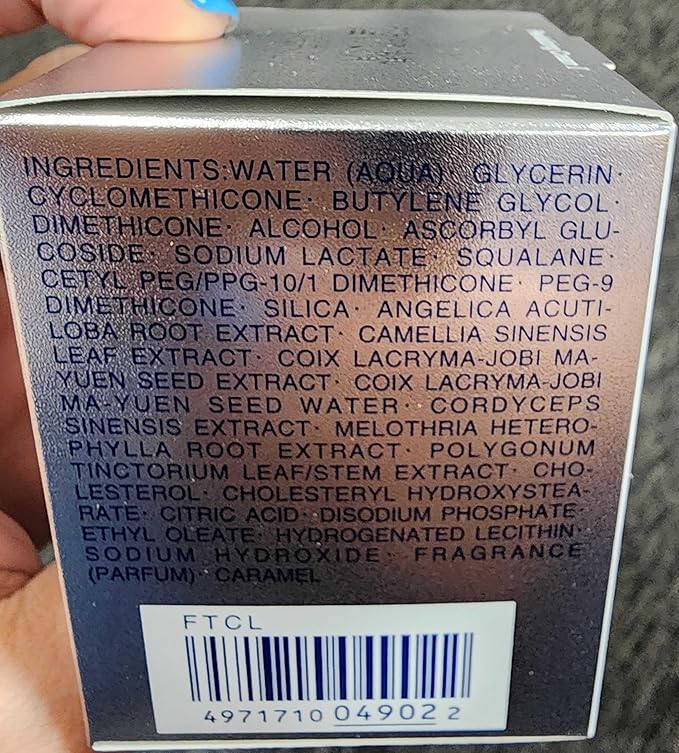 INGREDIENTS:WATER (AQUA)· GLYCERIN·
CYCLOMETHICONE· BUTYLENE GLYCOL·
DIMETHICONE· ALCOHOL· ASCORBYL GLU-
COSIDE· SODIUM LACTATE· SQUALANE·
CETYL PEG/PPG-10/1 DIMETHICONE· PEG-9
DIMETHICONE· SILICA· ANGELICA ACUTI-
LOBA ROOT EXTRACT· CAMELLIA SINENSIS
LEAF EXTRACT· COIX LACRYMA-JOBI MA-
YUEN SEED EXTRACT· COIX LACRYMA-JOBI
MA-YUEN SEED WATER· CORDYCEPS
SINENSIS EXTRACT· MELOTHRIA HETERO-
PHYLLA ROOT EXTRACT· POLYGONUM
TINCTORIUM LEAF/STEM EXTRACT· CHO-
LESTEROL· CHOLESTERYL HYDROXYSTEA-
RATE· CITRIC ACID· DISODIUM PHOSPHATE·
ETHYL OLEATE· HYDROGENATED LECITHIN·
SODIUM HYDROXIDE· FRAGRANCE
(PARFUM)· CARAMEL
FTCL
4971710 049022